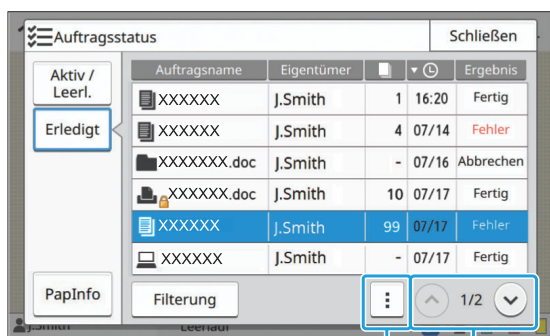 Auftragsstatus
Schließen
Aktiv /
Leerl.
Erledigt
PapInfo
Auftragsname Eigentümer Ergebnis
XXXXXX J.Smith 1 16:20 Fertig
XXXXXX J.Smith 4 07/14 Fehler
XXXXXXX.doc J.Smith - 07/16 Abbrechen
XXXXXXX.doc J.Smith 10 07/17 Fertig
XXXXXX J.Smith 99 07/17 Fehler
XXXXXX J.Smith - 07/17 Fertig
Filterung 1/2
J.Smith Leerlauf